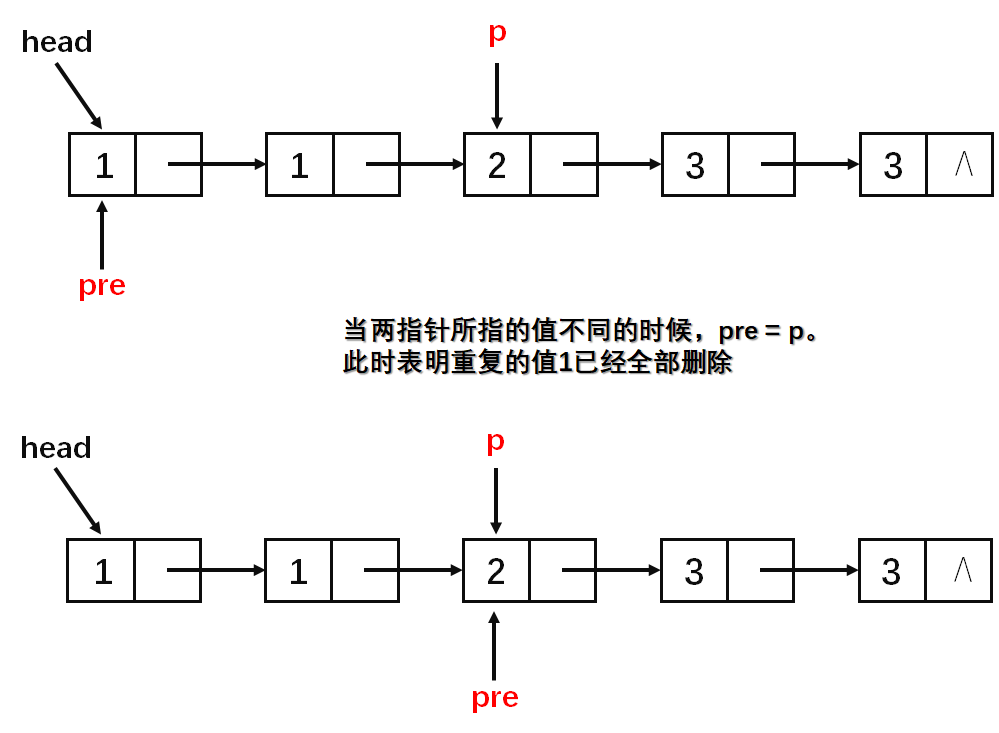 head
p
1 1 2 3 3 ∧
pre
当两指针所指的值不同的时候，pre = p。
此时表明重复的值1已经全部删除
head
p
1 1 2 3 3 ∧
pre